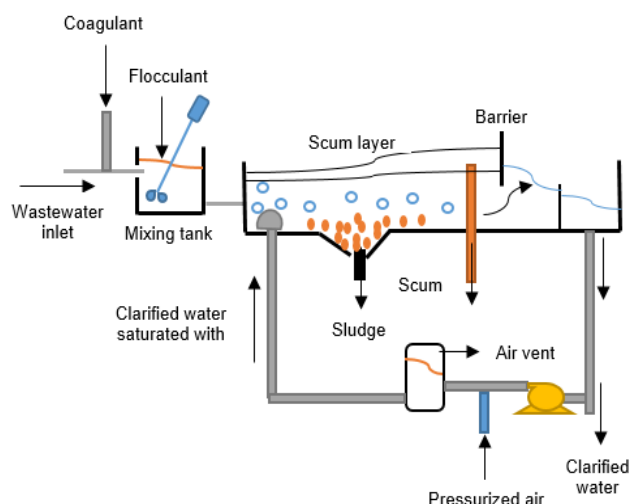 Coagulant
Flocculant
Barrier
Scum layer
Wastewater
inlet
Mixing tank
Clarified water
saturated with
Scum
Sludge
Air vent
Pressurized air
Clarified
water